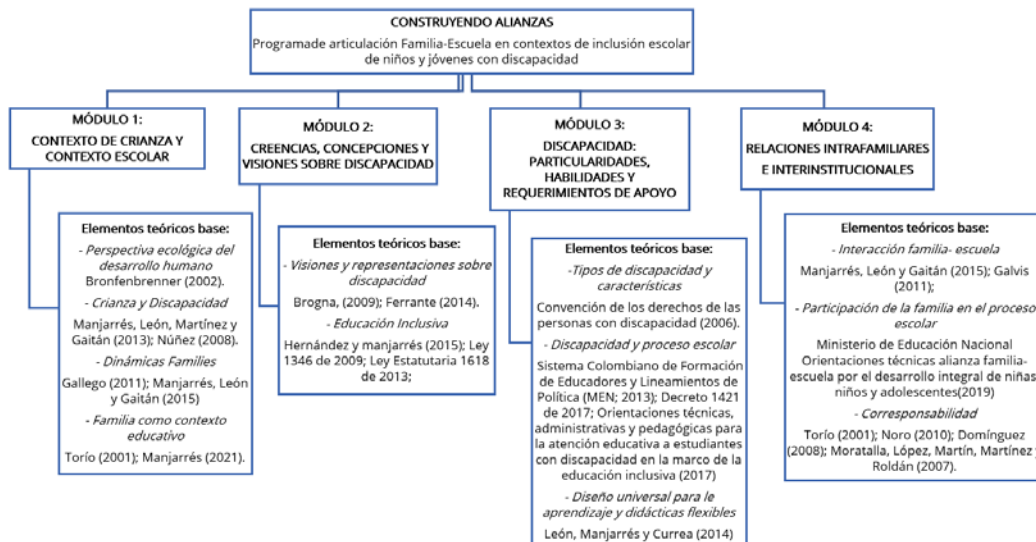 CONSTRUYENDO ALIANZAS
Programade articulación Familia-Escuela en contextos de inclusión escolar
de niños y jóvenes con discapacidad
MÓDULO 1:
CONTEXTO DE CRIANZA Y
CONTEXTO ESCOLAR
Elementos teóricos base:
- Perspectiva ecológica del
desarrollo humano
Bronfenbrenner (2002).
- Crianza y Discapacidad
Manjarrés, León, Martínez y
Gaitán (2013); Núñez (2008).
- Dinámicas Families
Gallego (2011); Manjarrés, León
y Gaitán (2015)
- Familia como contexto
educativo
Torío (2001); Manjarrés (2021).
MÓDULO 2:
CREENCIAS, CONCEPCIONES Y
VISIONES SOBRE DISCAPACIDAD
Elementos teóricos base:
- Visiones y representaciones sobre
discapacidad
Brogna, (2009); Ferrante (2014).
- Educación Inclusiva
Hernández y manjarrés (2015); Ley
1346 de 2009; Ley Estatutaria 1618
de 2013;
MÓDULO 3:
DISCAPACIDAD:
PARTICULARIDADES,
HABILIDADES Y
REQUERIMIENTOS DE APOYO
Elementos teóricos base:
-Tipos de discapacidad y
características
Convención de los derechos de las
personas con discapacidad
(2006).
- Discapacidad y proceso escolar
Sistema Colombiano de Formación
de Educadores y Lineamientos de
Política (MEN; 2013); Decreto 1421
de 2017; Orientaciones técnicas,
administrativas y pedagógicas para
la atención educativa a estudiantes
con discapacidad en la marco de la
educación inclusiva
(2017)
- Diseño universal para le
aprendizaje y didácticas flexibles
León, Manjarrés y Currea (2014)
MÓDULO 4:
RELACIONES INTRAFAMILIARES
E INTERINSTITUCIONALES
Elementos teóricos base:
- Interacción familia- escuela
Manjarrés, León y Gaitán (2015); Galvis
(2011);
- Participación de la familia en el proceso
escolar
Ministerio de Educación Nacional
Orientaciones técnicas alianza familia-
escuela por el desarrollo integral de niñas
niños y adolescentes(2019)
- Corresponsabilidad
Torío (2001); Noro (2010); Domínguez
(2008); Moratalla, López, Martín, Martínez y
Roldán (2007).